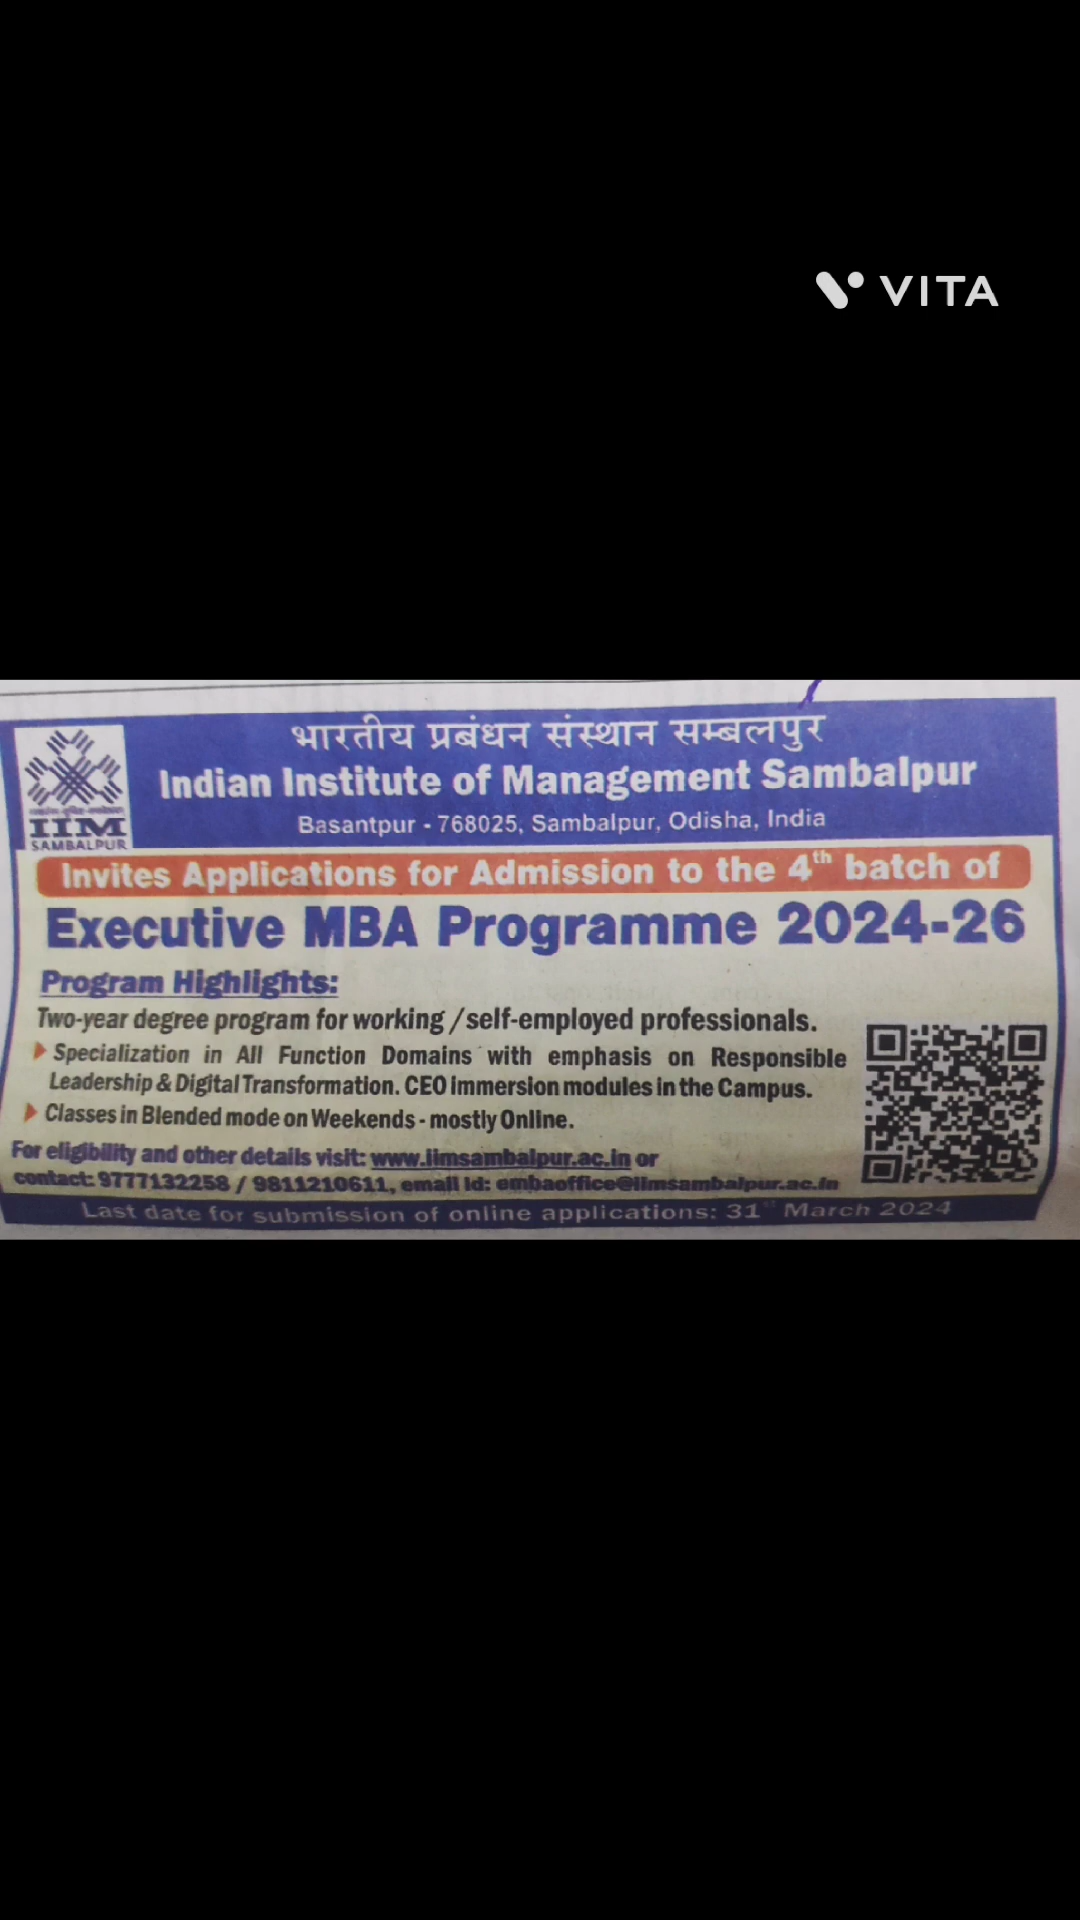 VITA
भारतीय प्रबंधन संस्थान सम्बलपुर
Indian Institute of Management Sambalpur
Basantpur - 768025, Sambalpur, Odisha, India
IIM
SAMBALPUR
Invites Applications for Admission to the 4th batch of
Executive MBA Programme 2024-26
Program Highlights:
Two-year degree program for working / self-employed professionals.
Specialization in All Function Domains with emphasis on Responsible
Leadership & Digital Transformation. CEO immersion modules in the Campus.
Classes in Blended mode on Weekends - mostly Online.
For eligibility and other details visit: www.iimsambalpur.ac.in or
contact: 9777132258 / 9811210611, email id: embaoffice@iimsambalpur.ac.in
Last date for submission of online applications: 31st March 2024